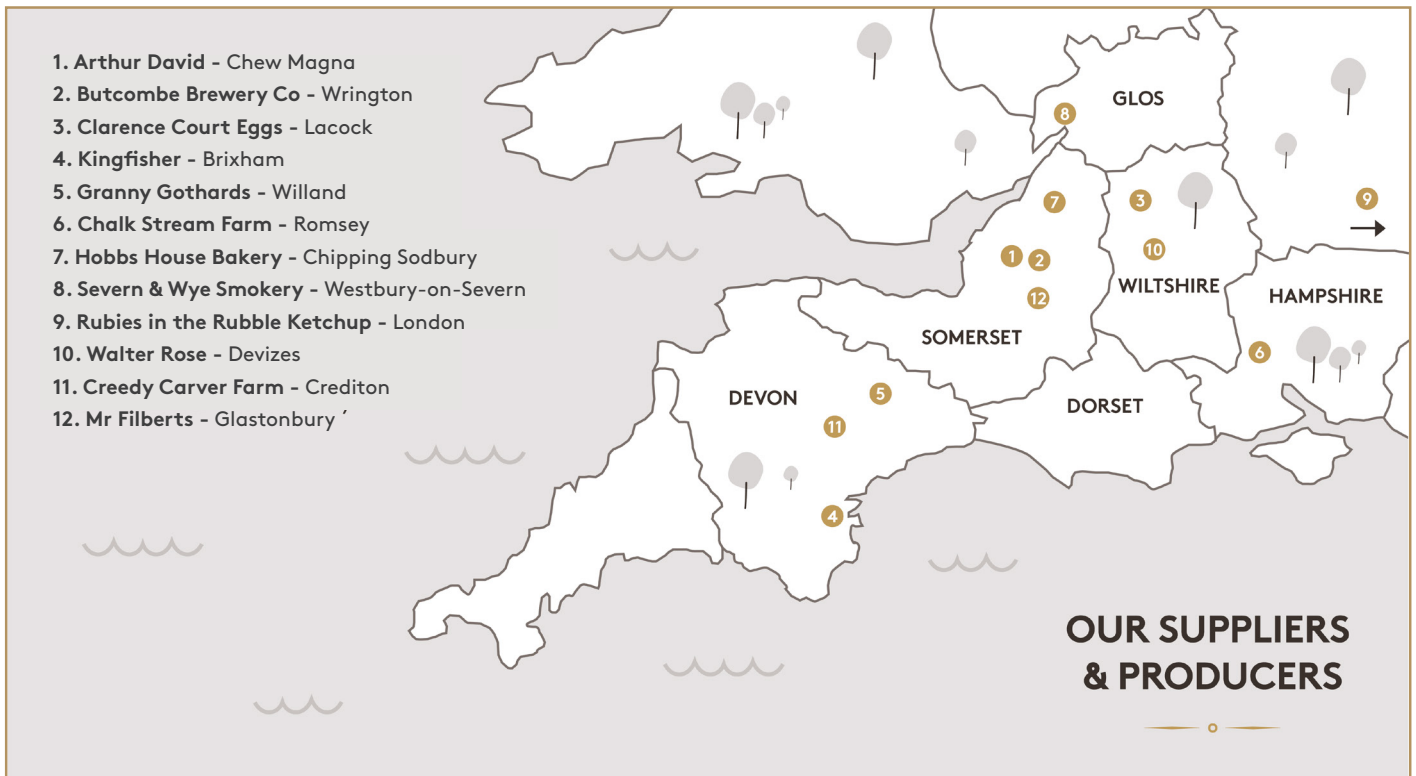 1. Arthur David - Chew Magna
2. Butcombe Brewery Co - Wrington
3. Clarence Court Eggs - Lacock
4. Kingfisher - Brixham
5. Granny Gothards - Willand
6. Chalk Stream Farm - Romsey
7. Hobbs House Bakery - Chipping Sodbury
8. Severn & Wye Smokery - Westbury-on-Severn
9. Rubies in the Rubble Ketchup - London
10. Walter Rose - Devizes
11. Creedy Carver Farm - Crediton
12. Mr Filberts - Glastonbury ´
GLOS
8
7
3
9
1
2
10
12
WILTSHIRE
HAMPSHIRE
SOMERSET
6
DEVON
5
DORSET
11
4
OUR SUPPLIERS
& PRODUCERS